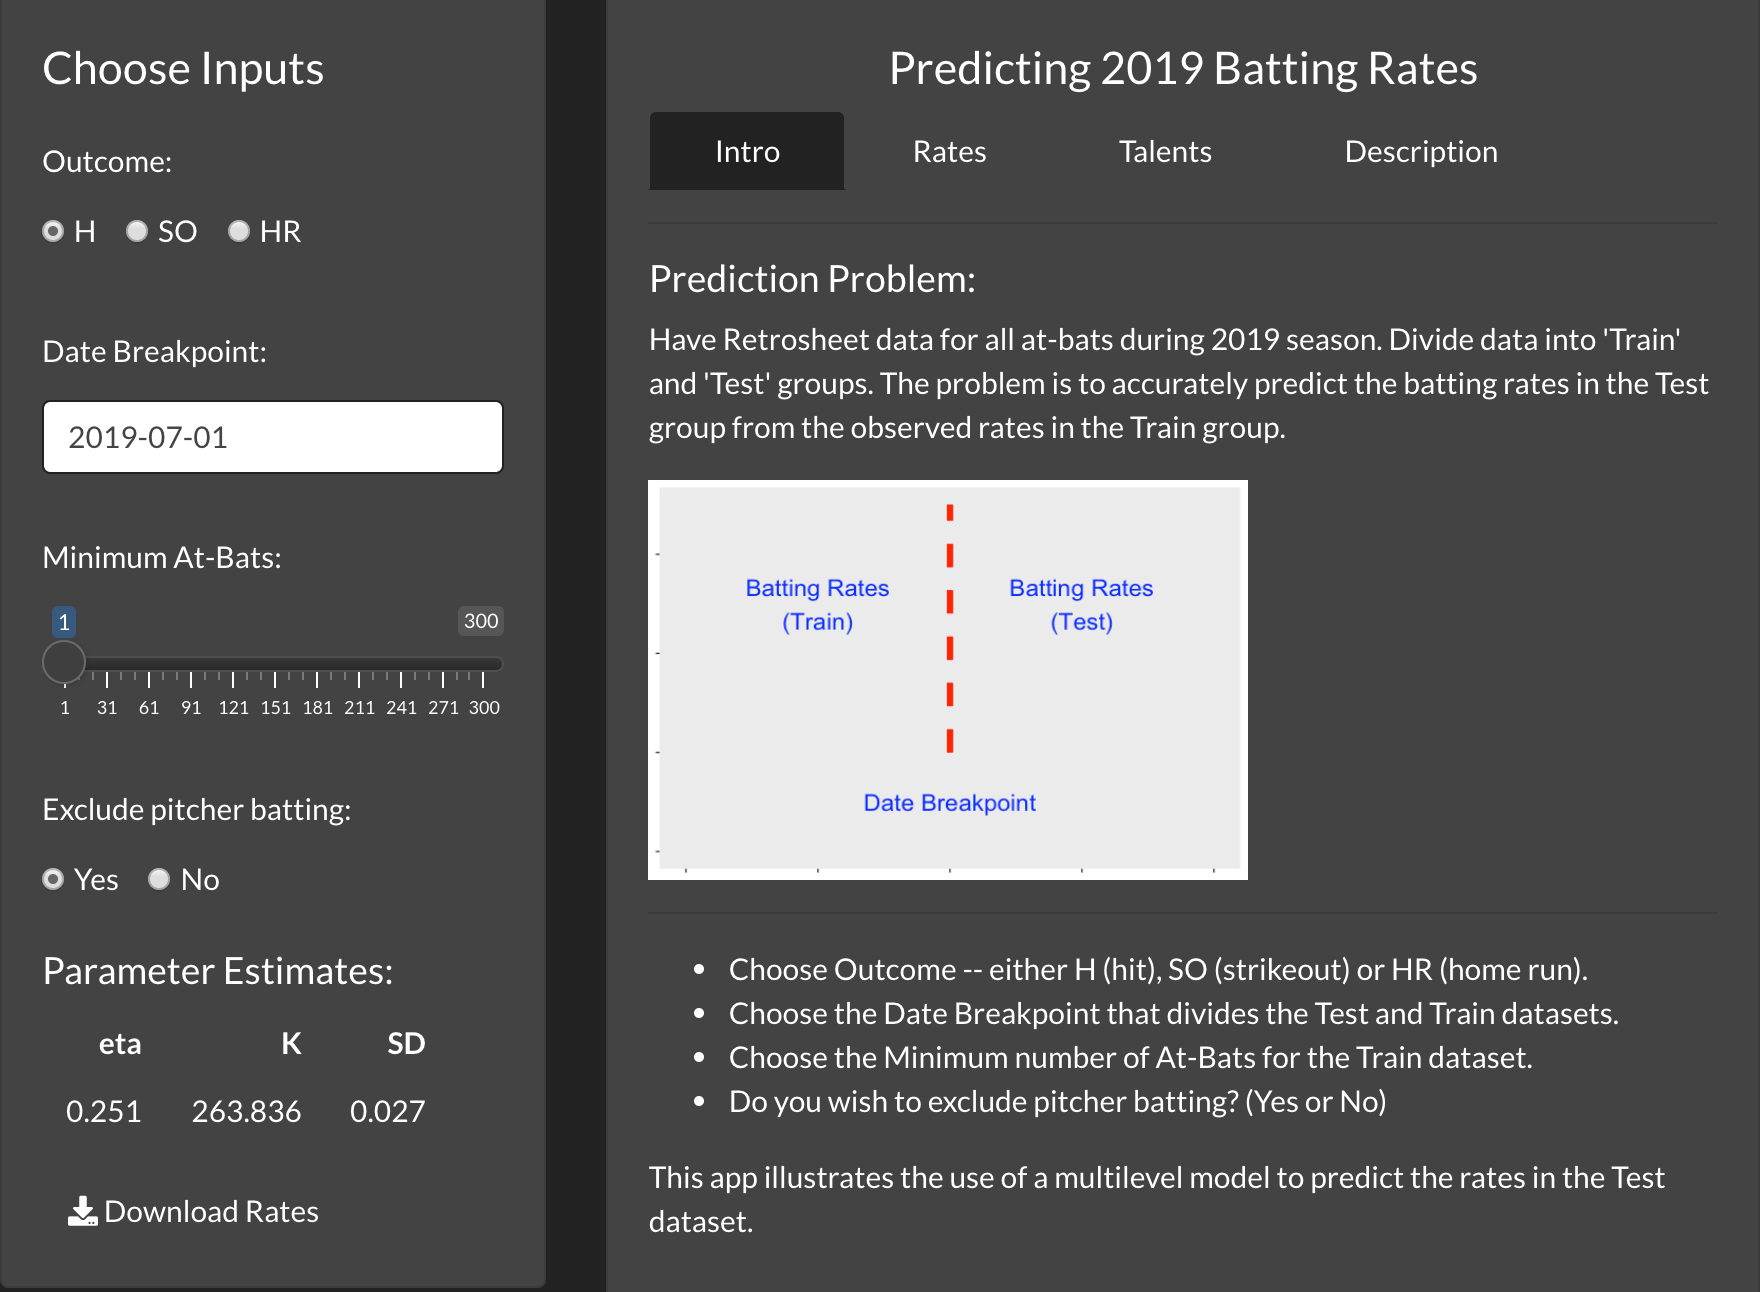 Choose Inputs
Outcome:
H SO HR
Date Breakpoint:
2019-07-01
Minimum At-Bats:
1 300
1 31 61 91 121 151 181 211 241 271 300
Exclude pitcher batting:
Yes No
Parameter Estimates:
eta K SD
0.251 263.836 0.027
Download Rates
Predicting 2019 Batting Rates
Intro Rates Talents Description
Prediction Problem:
Have Retrosheet data for all at-bats during 2019 season. Divide data into 'Train'
and 'Test' groups. The problem is to accurately predict the batting rates in the Test
group from the observed rates in the Train group.
Batting Rates
(Train)
Batting Rates
(Test)
Date Breakpoint
Choose Outcome -- either H (hit), SO (strikeout) or HR (home run).
Choose the Date Breakpoint that divides the Test and Train datasets.
Choose the Minimum number of At-Bats for the Train dataset.
Do you wish to exclude pitcher batting? (Yes or No)
This app illustrates the use of a multilevel model to predict the rates in the Test
dataset.